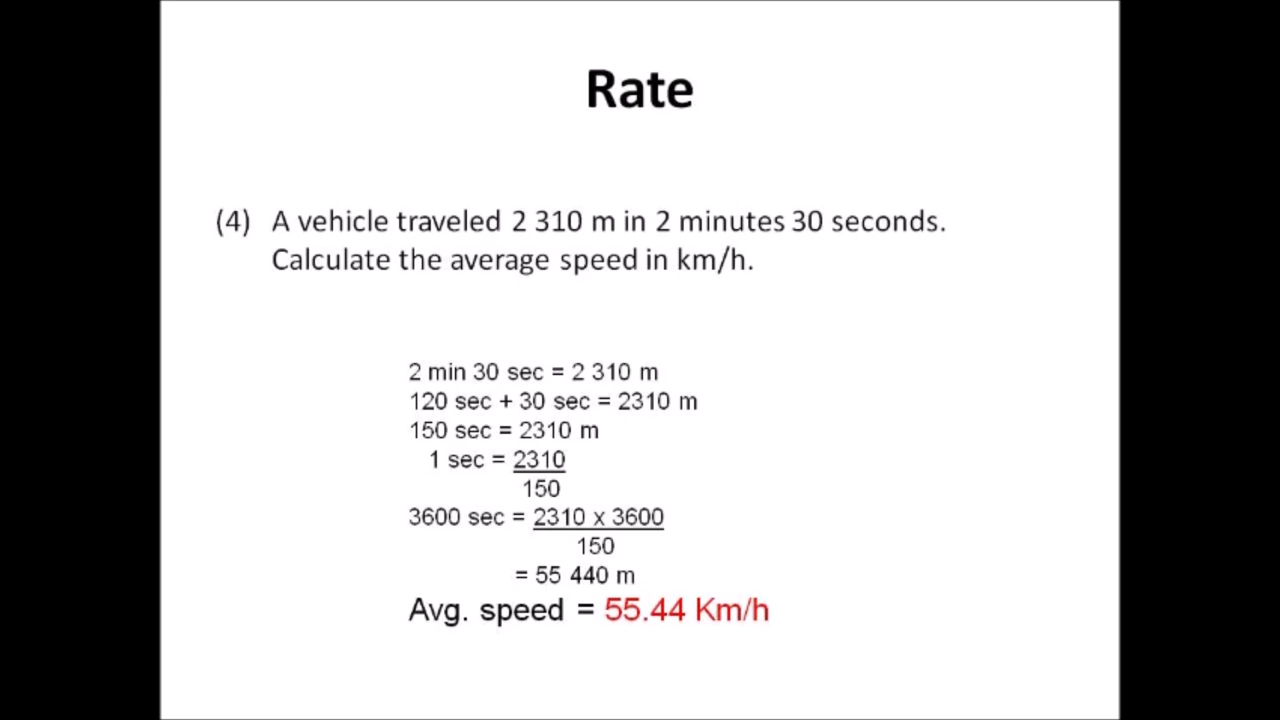 Rate
(4) A vehicle traveled 2 310 m in 2 minutes 30 seconds.
Calculate the average speed in km/h.
2 min 30 sec = 2 310 m
120 sec + 30 sec = 2310 m
150 sec = 2310 m
1 sec = 2310
150
3600 sec = 2310 x 3600
150
= 55 440 m
Avg. speed = 55.44 Km/h